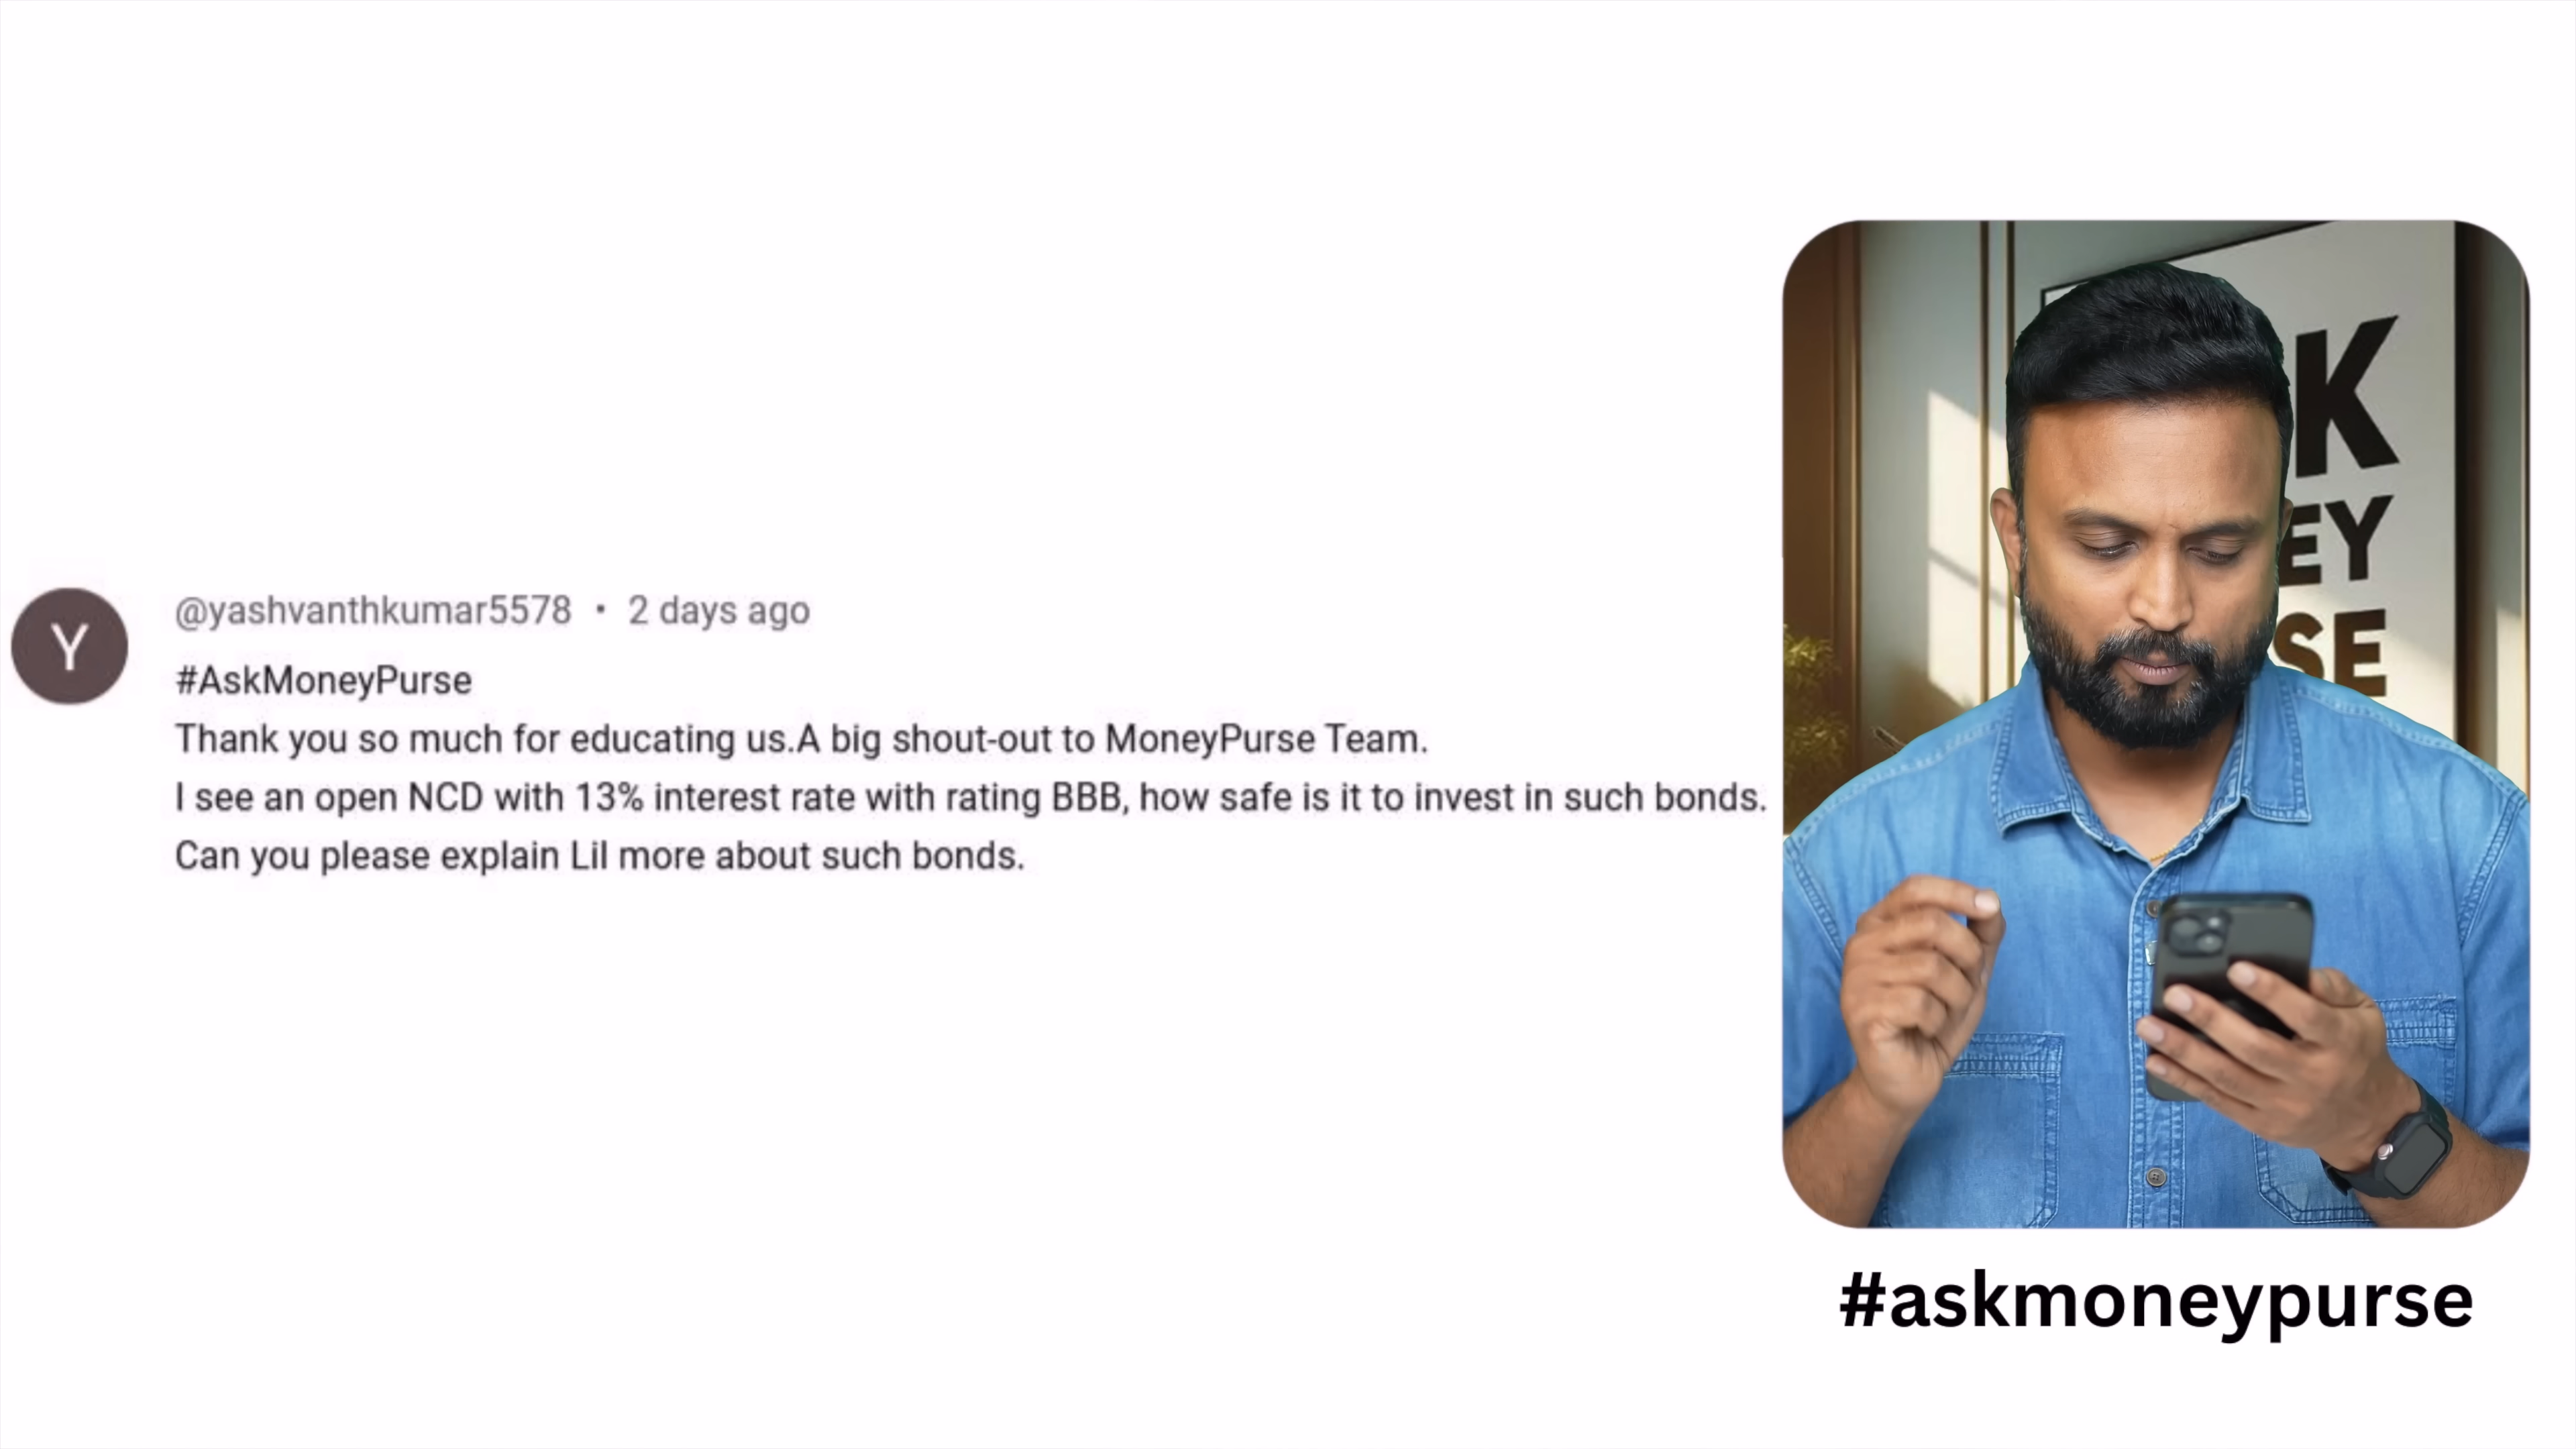 @yashvanthkumar5578 • 2 days ago
Y
#AskMoneyPurse
Thank you so much for educating us.A big shout-out to MoneyPurse Team.
I see an open NCD with 13% interest rate with rating BBB, how safe is it to invest in such bonds.
Can you please explain Lil more about such bonds.
K
EY
SE
#askmoneypurse